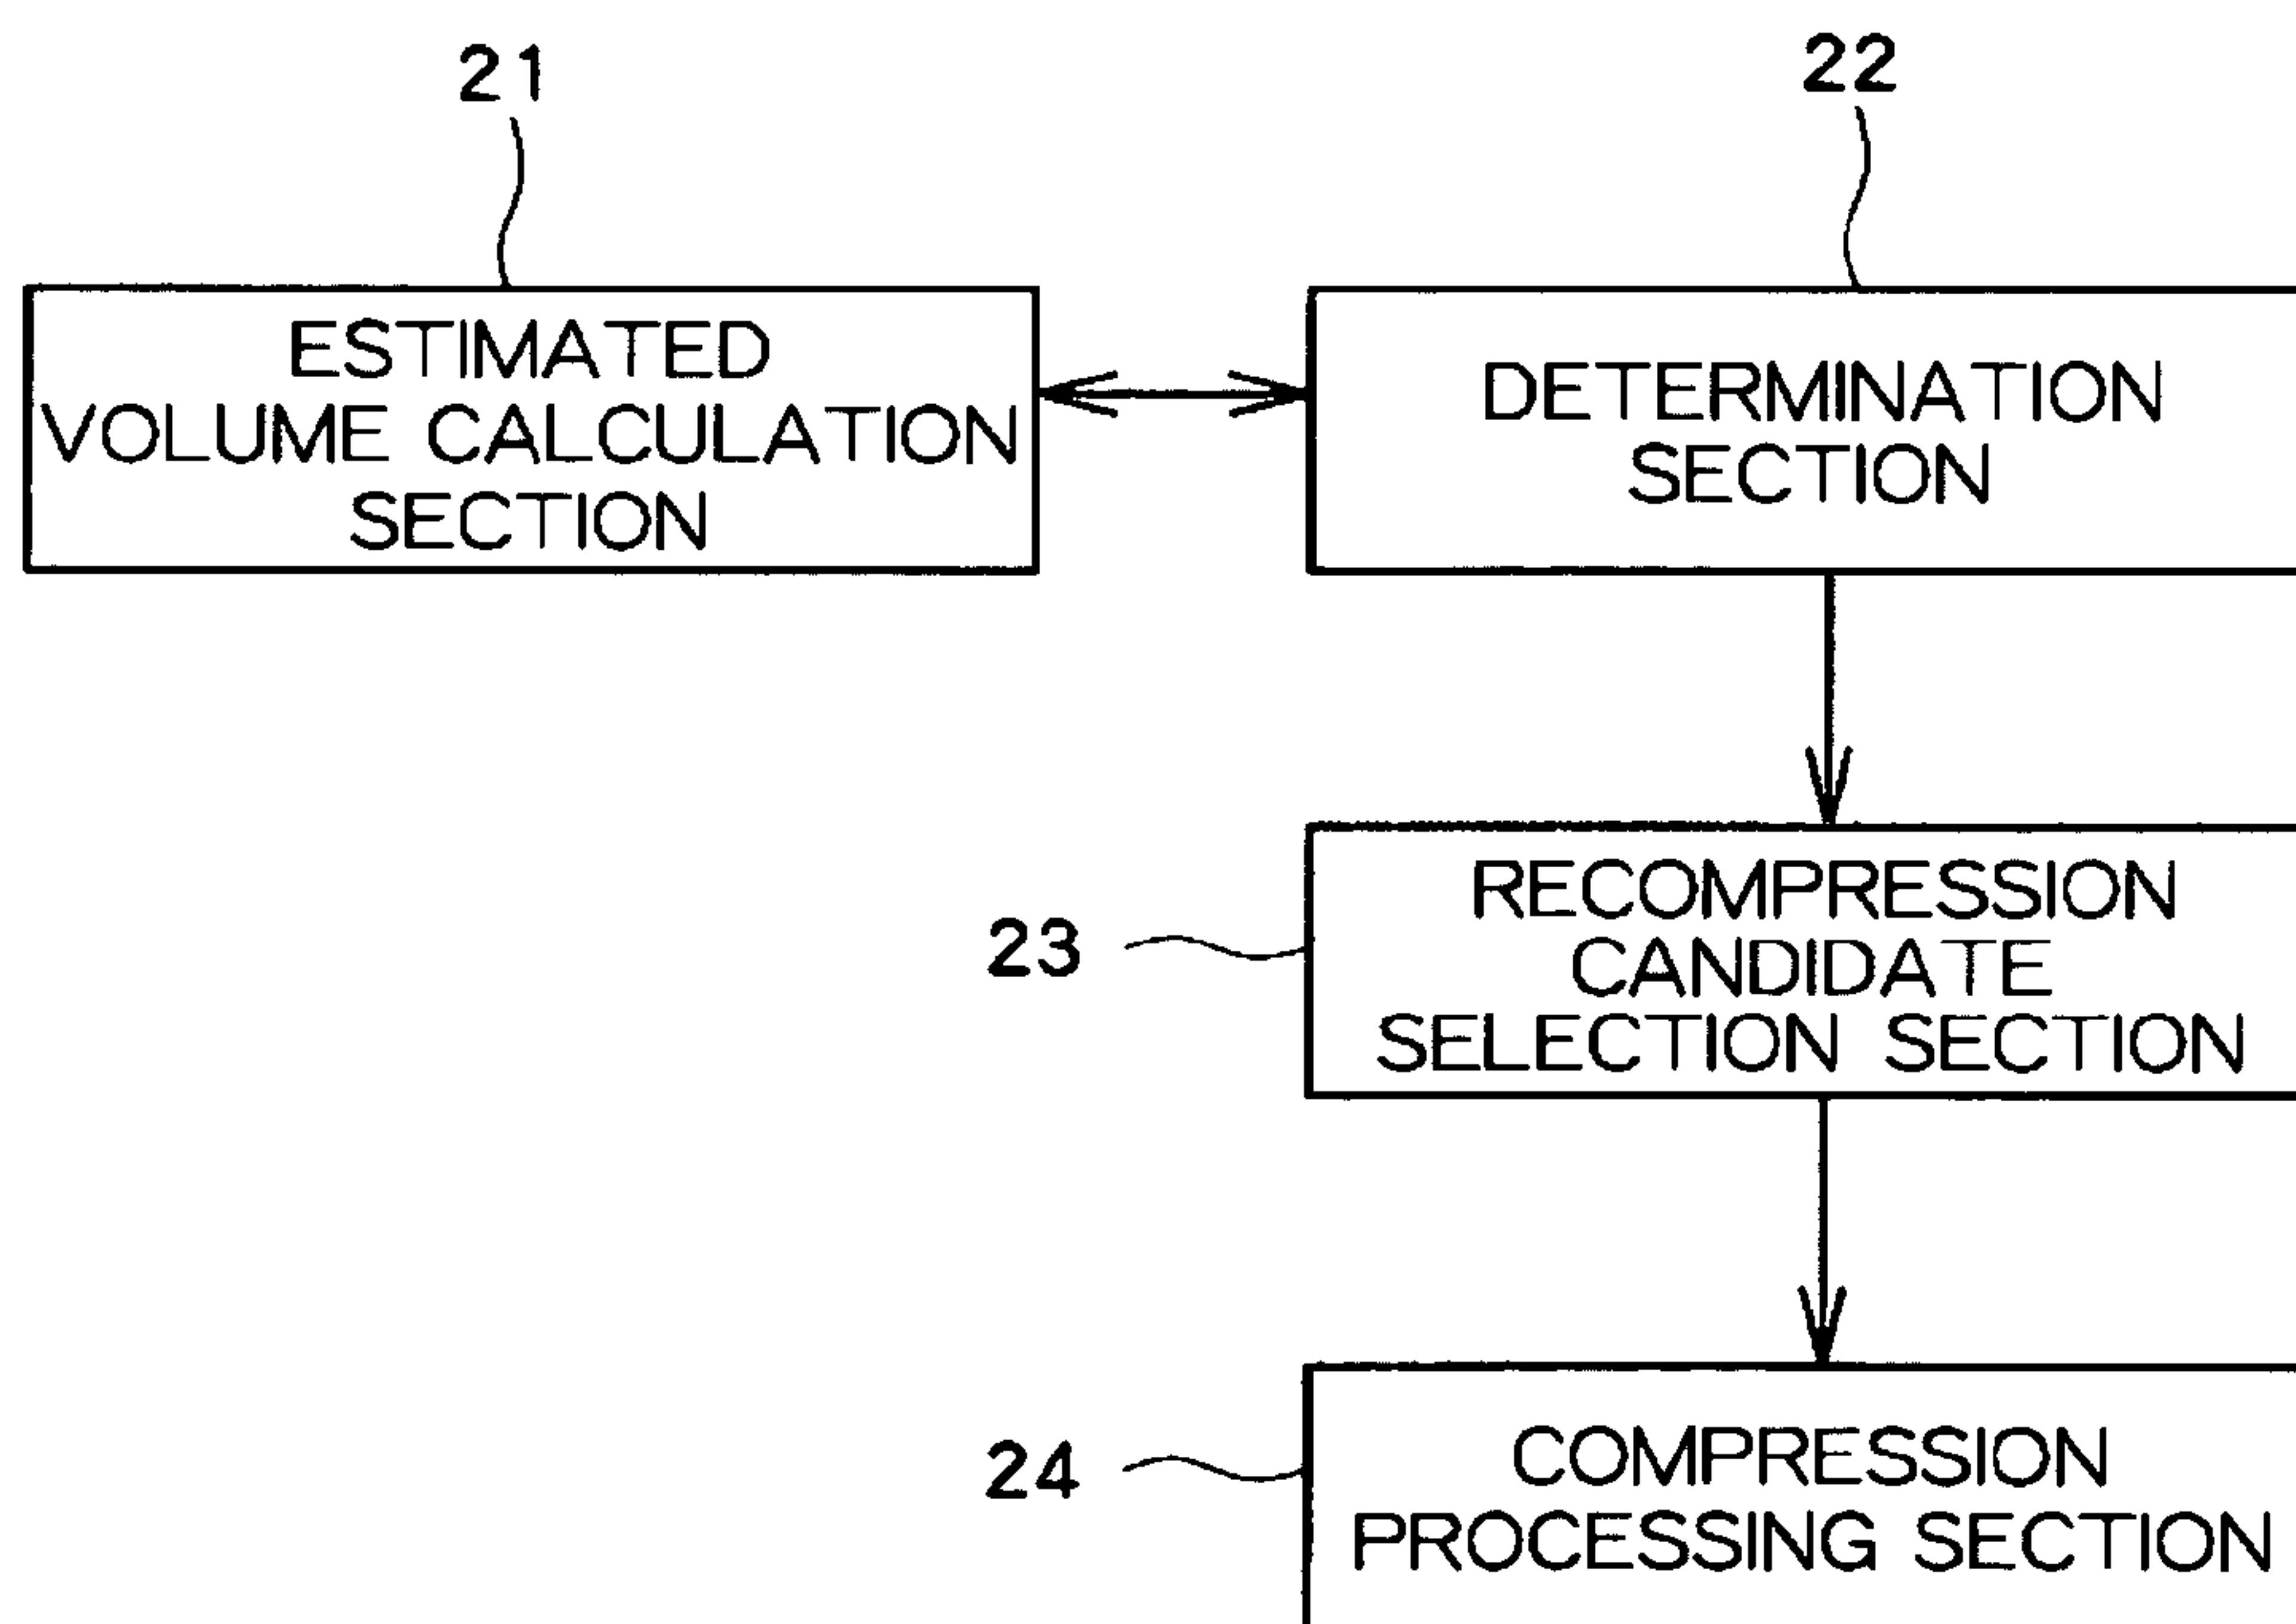 21
22
ESTIMATED
VOLUME CALCULATION
SECTION
DETERMINATION
SECTION
23
RECOMPRESSION
CANDIDATE
SELECTION SECTION
24
COMPRESSION
PROCESSING SECTION